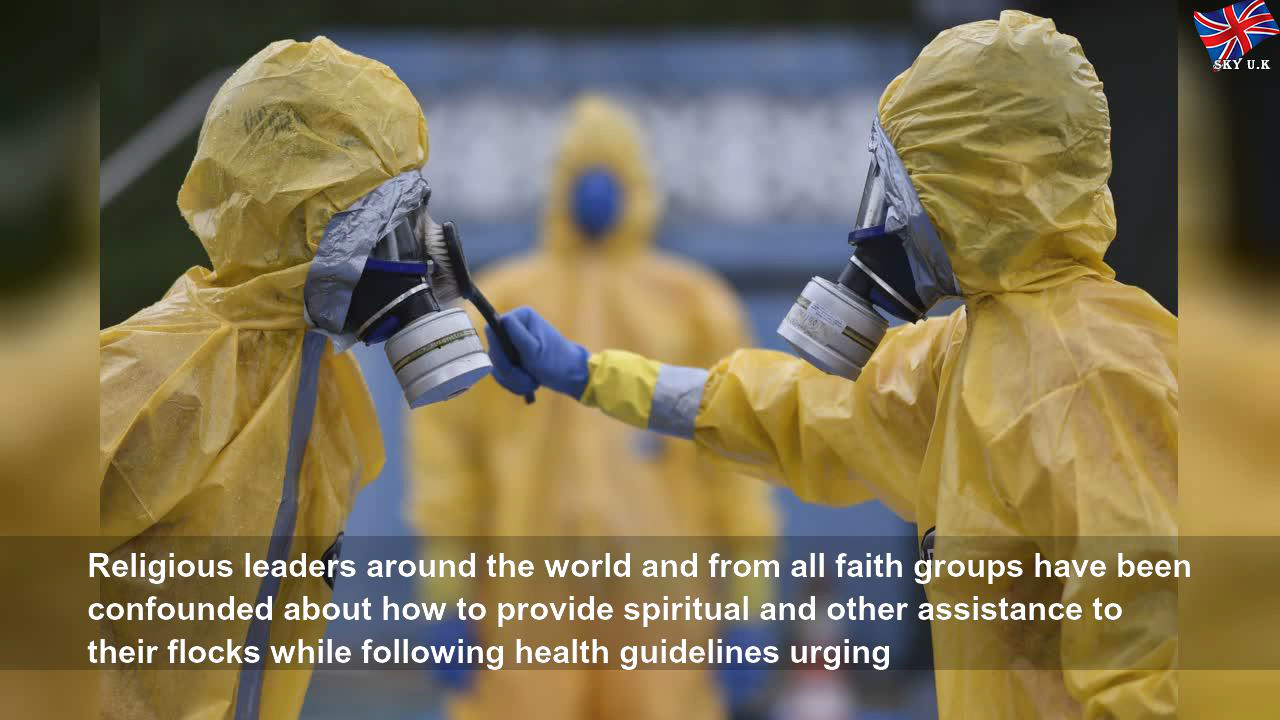 SKY U.K
Religious leaders around the world and from all faith groups have been
confounded about how to provide spiritual and other assistance to
their flocks while following health guidelines urging